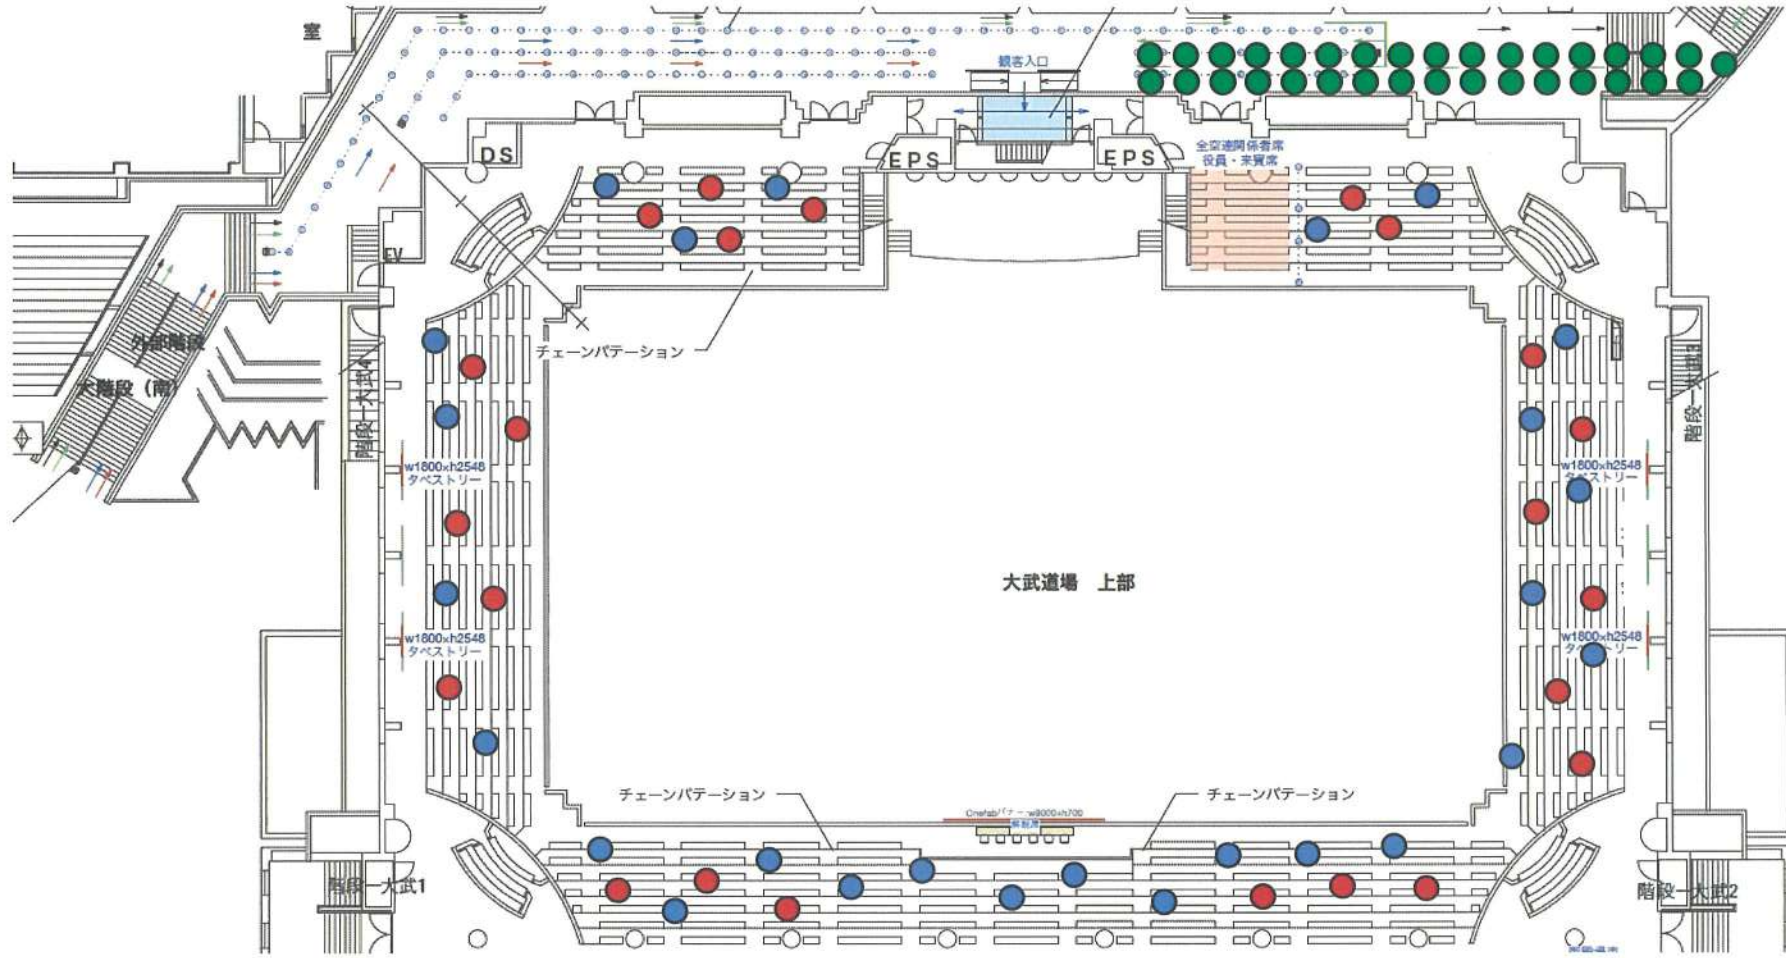 室
観客入口
DS
EPS
EPS
全空連関係者席
役員・来賓席
EV
チェーンパテーション
外部階段
大階段（南）
階段－大武4
階段－大武3
w1800×h2548
タペストリー
w1800×h2548
タペストリー
大武道場 上部
w1800×h2548
タペストリー
w1800×h2548
タペストリー
チェーンパテーション
チェーンパテーション
解説席
階段－大武1
階段－大武2